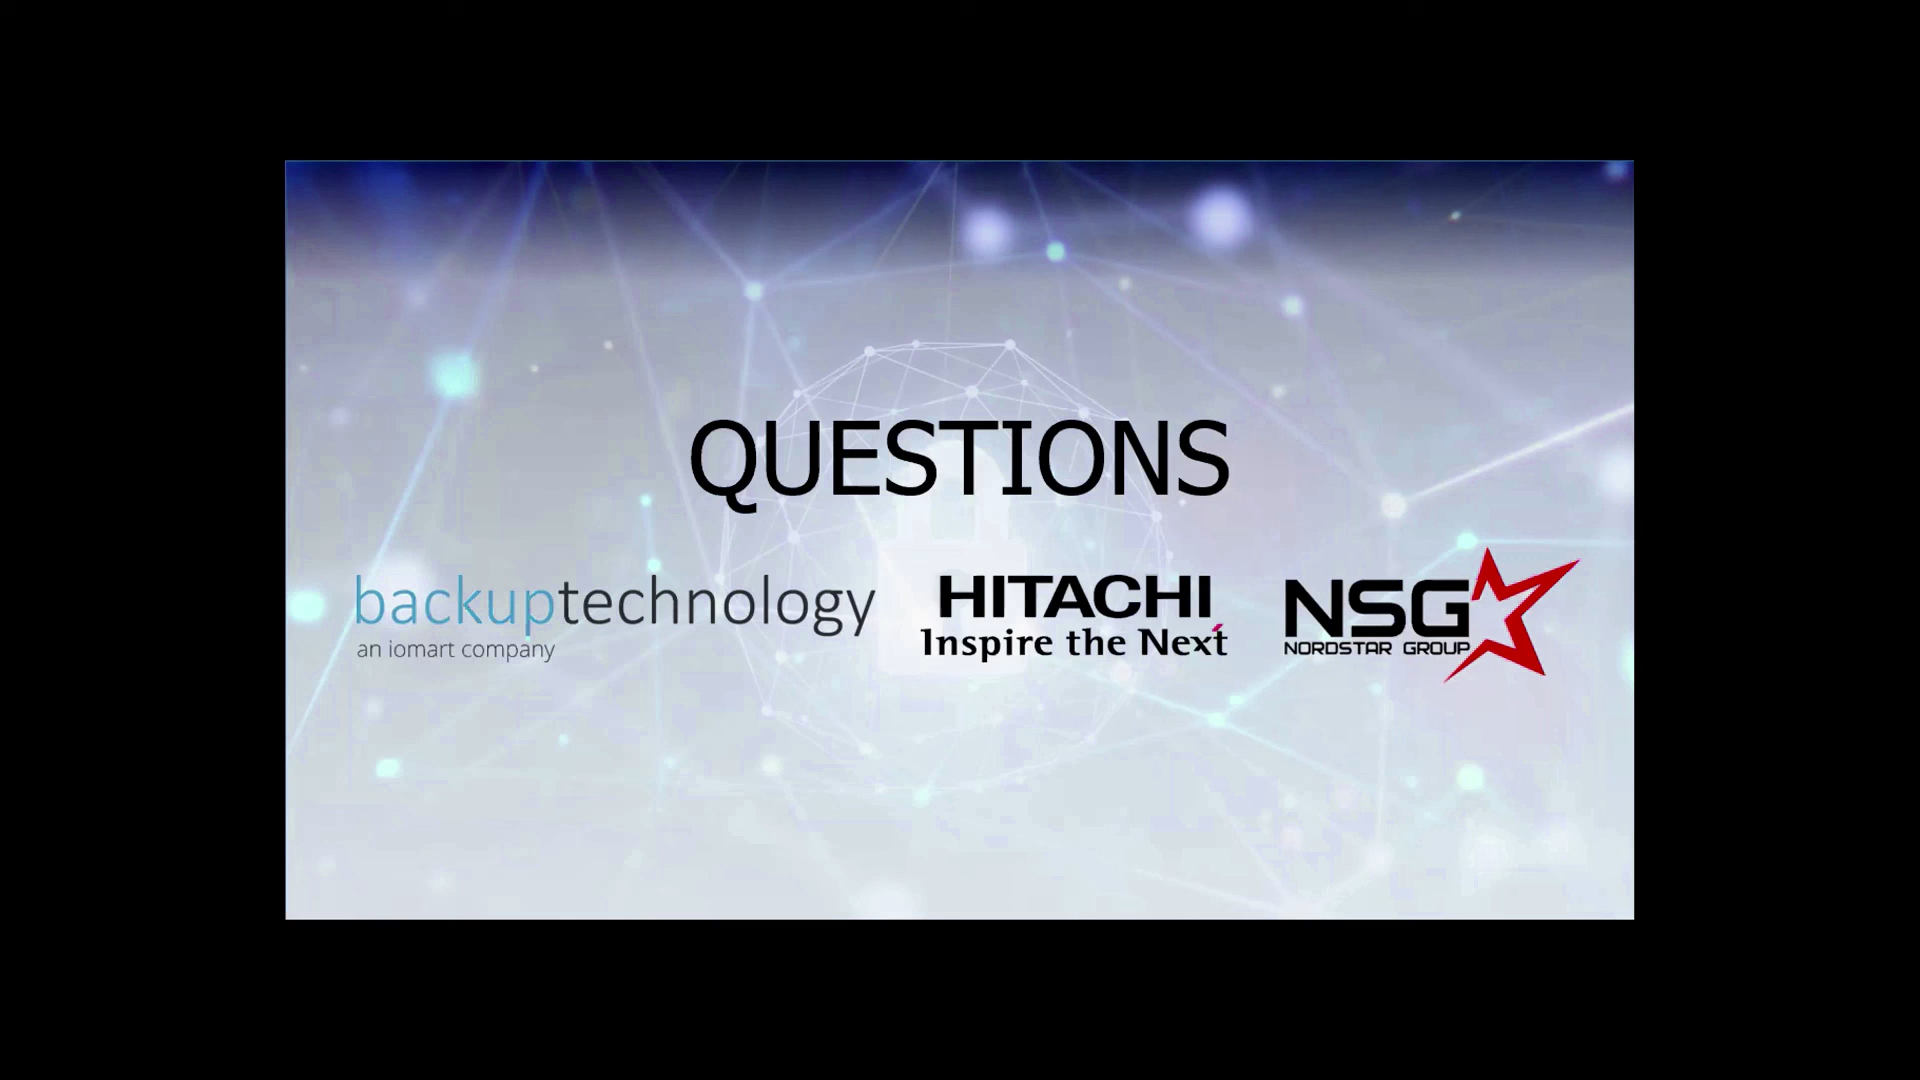 QUESTIONS
backuptechnology
an iomart company
HITACHI
Inspire the Next
NSG
NORDSTAR GROUP